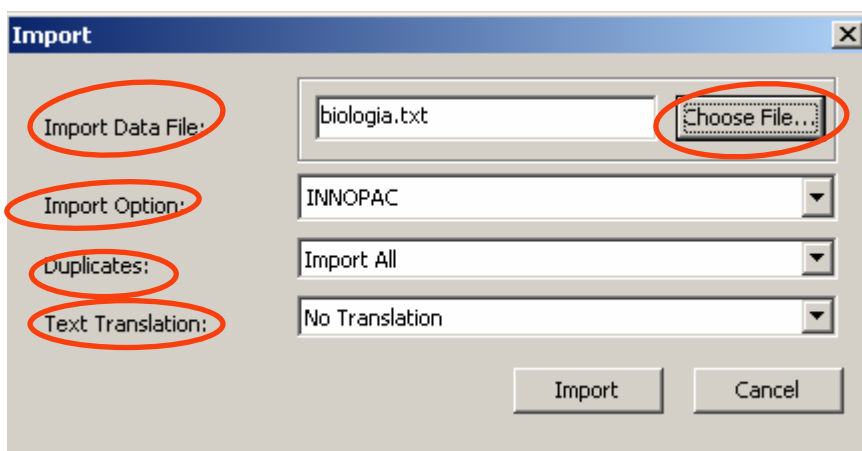 Import
Import Data File: biologia.txt Choose File...
Import Option: INNOPAC
Duplicates: Import All
Text Translation: No Translation
Import Cancel